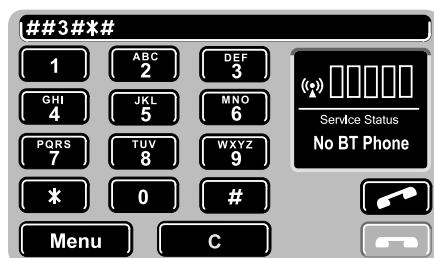 ##3#*#
1 ABC 2 DEF 3
GHI 4 JKL 5 MNO 6
PQRS 7 TUV 8 WXYZ 9
* 0 #
Menu C
Service Status
No BT Phone